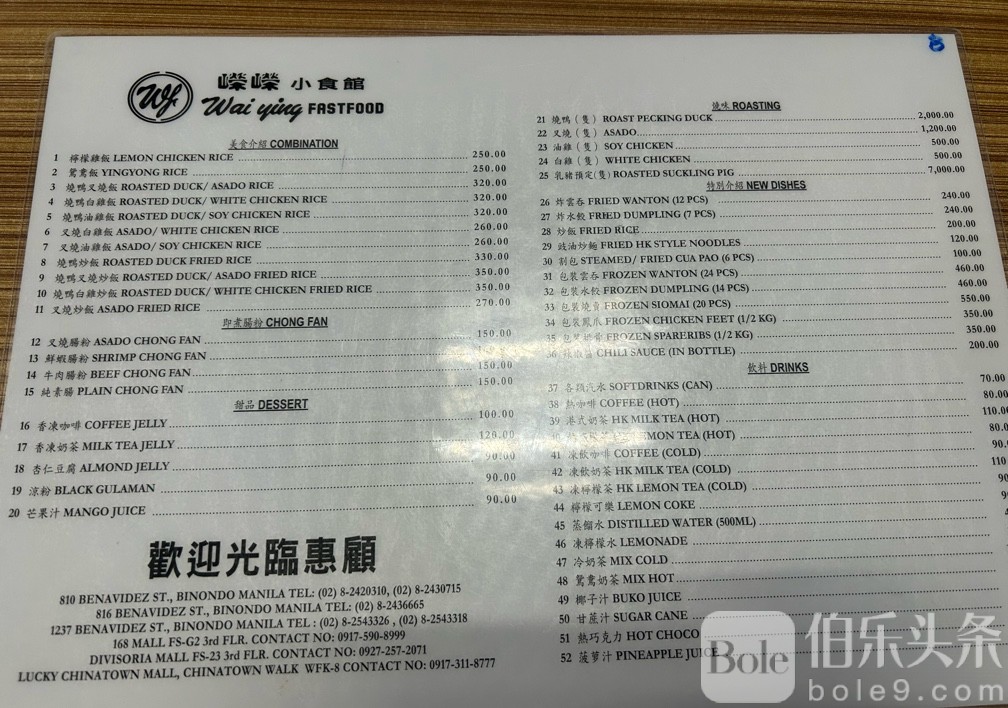 嶸嶸 小食館
Wf
Wai ying FASTFOOD
美食介紹 COMBINATION
1 檸檬雞飯 LEMON CHICKEN RICE 250.00
2 鴛鴦飯 YINGYONG RICE 250.00
3 燒鴨叉燒飯 ROASTED DUCK/ ASADO RICE 320.00
4 燒鴨白雞飯 ROASTED DUCK/ WHITE CHICKEN RICE 320.00
5 燒鴨油雞飯 ROASTED DUCK/ SOY CHICKEN RICE 320.00
6 叉燒白雞飯 ASADO/ WHITE CHICKEN RICE 260.00
7 叉燒油雞飯 ASADO/ SOY CHICKEN RICE 260.00
8 燒鴨炒飯 ROASTED DUCK FRIED RICE 330.00
9 燒鴨叉燒炒飯 ROASTED DUCK/ ASADO FRIED RICE 350.00
10 燒鴨白雞炒飯 ROASTED DUCK/ WHITE CHICKEN FRIED RICE 350.00
11 叉燒炒飯 ASADO FRIED RICE 270.00
即素腸粉 CHONG FAN
12 叉燒腸粉 ASADO CHONG FAN 150.00
13 鮮蝦腸粉 SHRIMP CHONG FAN 150.00
14 牛肉腸粉 BEEF CHONG FAN 150.00
15 純素腸 PLAIN CHONG FAN 150.00
甜品 DESSERT
16 香凍咖啡 COFFEE JELLY 100.00
17 香凍奶茶 MILK TEA JELLY 120.00
18 杏仁豆腐 ALMOND JELLY 90.00
19 涼粉 BLACK GULAMAN 90.00
20 芒果汁 MANGO JUICE 90.00
歡迎光臨惠顧
810 BENAVIDEZ ST., BINONDO MANILA TEL: (02) 8-2420310, (02) 8-2430715
816 BENAVIDEZ ST., BINONDO MANILA TEL: (02) 8-2436665
1237 BENAVIDEZ ST., BINONDO MANILA TEL : (02) 8-2543326 , (02) 8-2543318
168 MALL FS-G2 3rd FLR. CONTACT NO: 0917-590-8999
DIVISORIA MALL FS-23 3rd FLR. CONTACT NO: 0927-257-2071
LUCKY CHINATOWN MALL, CHINATOWN WALK WFK-8 CONTACT NO: 0917-311-8777
燒味 ROASTING
21 燒鴨 (隻) ROAST PECKING DUCK 2,000.00
22 叉燒 (隻) ASADO 1,200.00
23 油雞 (隻) SOY CHICKEN 500.00
24 白雞 (隻) WHITE CHICKEN 500.00
25 乳豬預定(隻) ROASTED SUCKLING PIG 7,000.00
特別介紹 NEW DISHES
26 炸雲吞 FRIED WANTON (12 PCS) 240.00
27 炸水餃 FRIED DUMPLING (7 PCS) 240.00
28 炒飯 FRIED RICE 200.00
29 豉油炒麵 FRIED HK STYLE NOODLES 120.00
30 割包 STEAMED/ FRIED CUA PAO (6 PCS) 100.00
31 包裝雲吞 FROZEN WANTON (24 PCS) 460.00
32 包裝水餃 FROZEN DUMPLING (14 PCS) 460.00
33 包裝燒賣 FROZEN SIOMAI (20 PCS) 550.00
34 包裝鳳爪 FROZEN CHICKEN FEET (1/2 KG) 350.00
35 包裝排骨 FROZEN SPARERIBS (1/2 KG) 350.00
36 辣椒醬 CHILI SAUCE (IN BOTTLE) 200.00
飲料 DRINKS
37 各類汽水 SOFTDRINKS (CAN) 70.00
38 熱咖啡 COFFEE (HOT) 80.00
39 港式奶茶 HK MILK TEA (HOT) 110.00
40 LEMON TEA (HOT) 80.0
41 凍飲咖啡 COFFEE (COLD) 90.
42 凍飲奶茶 HK MILK TEA (COLD) 110
43 凍檸檬茶 HK LEMON TEA (COLD) 90
44 檸檬可樂 LEMON COKE 9
45 蒸餾水 DISTILLED WATER (500ML)
46 凍檸檬水 LEMONADE
47 冷奶茶 MIX COLD
48 鴛鴦奶茶 MIX HOT
49 椰子汁 BUKO JUICE
50 甘蔗汁 SUGAR CANE
51 熱巧克力 HOT CHOCO
52 菠蘿汁 PINEAPPLE JUICE
Bole 伯乐头条
bole9.com